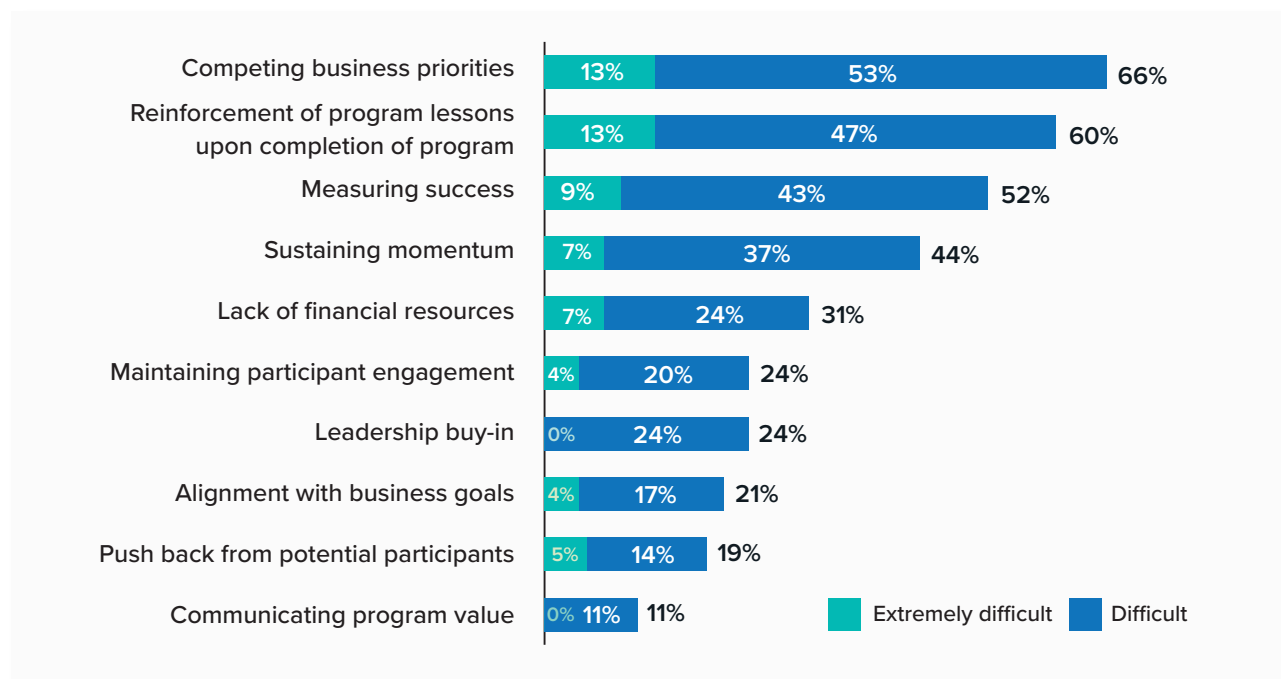 Competing business priorities 13% 53% 66%
Reinforcement of program lessons
upon completion of program 13% 47% 60%
Measuring success 9% 43% 52%
Sustaining momentum 7% 37% 44%
Lack of financial resources 7% 24% 31%
Maintaining participant engagement 4% 20% 24%
Leadership buy-in 0% 24% 24%
Alignment with business goals 4% 17% 21%
Push back from potential participants 5% 14% 19%
Communicating program value 0% 11% 11%
Extremely difficult Difficult